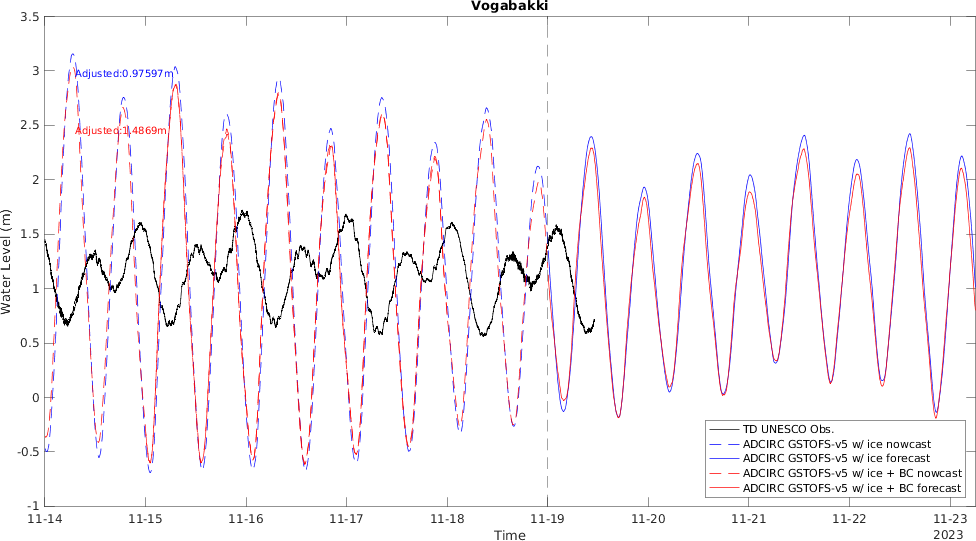 Vogabakki
3.5
3
2.5
2
1.5
1
0.5
0
-0.5
-1
Water Level (m)
Adjusted:0.97597m
Adjusted:1.4869m
TD UNESCO Obs.
ADCIRC GSTOFS-v5 w/ ice nowcast
ADCIRC GSTOFS-v5 w/ ice forecast
ADCIRC GSTOFS-v5 w/ ice + BC nowcast
ADCIRC GSTOFS-v5 w/ ice + BC forecast
11-14 11-15 11-16 11-17 11-18 11-19 11-20 11-21 11-22 11-23
Time
2023